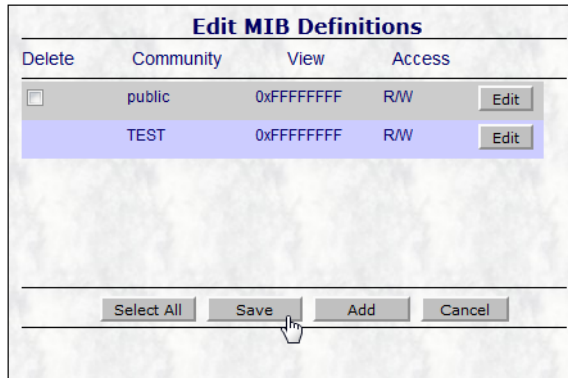 Edit MIB Definitions
Delete Community View Access
public 0xFFFFFFFF R/W Edit
TEST 0xFFFFFFFF R/W Edit
Select All Save Add Cancel